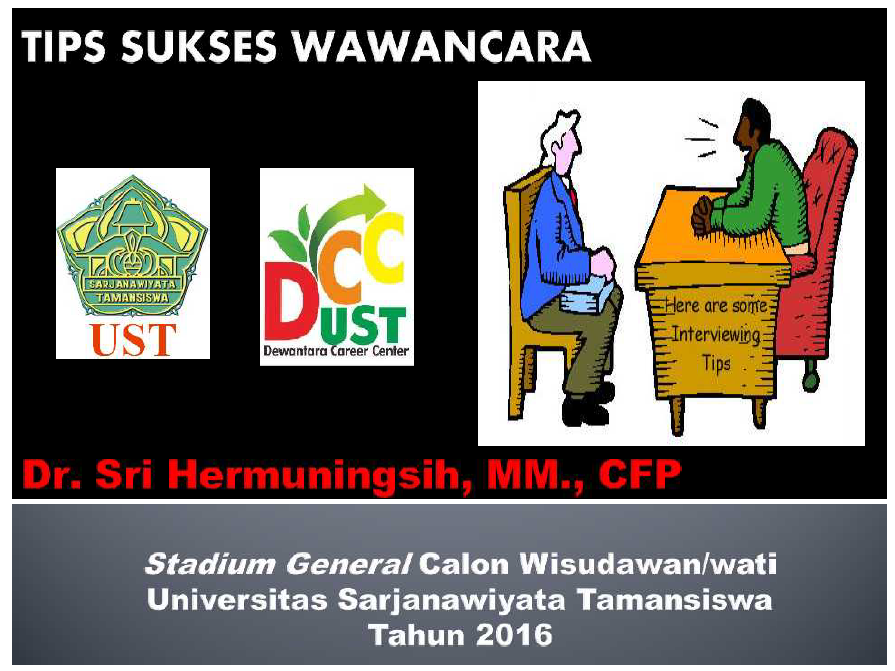 TIPS SUKSES WAWANCARA
SARJANAWIYATA
TAMANSISWA
UST
DCC
UST
Dewantara Career Center
Here are some
Interviewing
Tips
Dr. Sri Hermuningsih, MM., CFP
Stadium General Calon Wisudawan/wati
Universitas Sarjanawiyata Tamansiswa
Tahun 2016